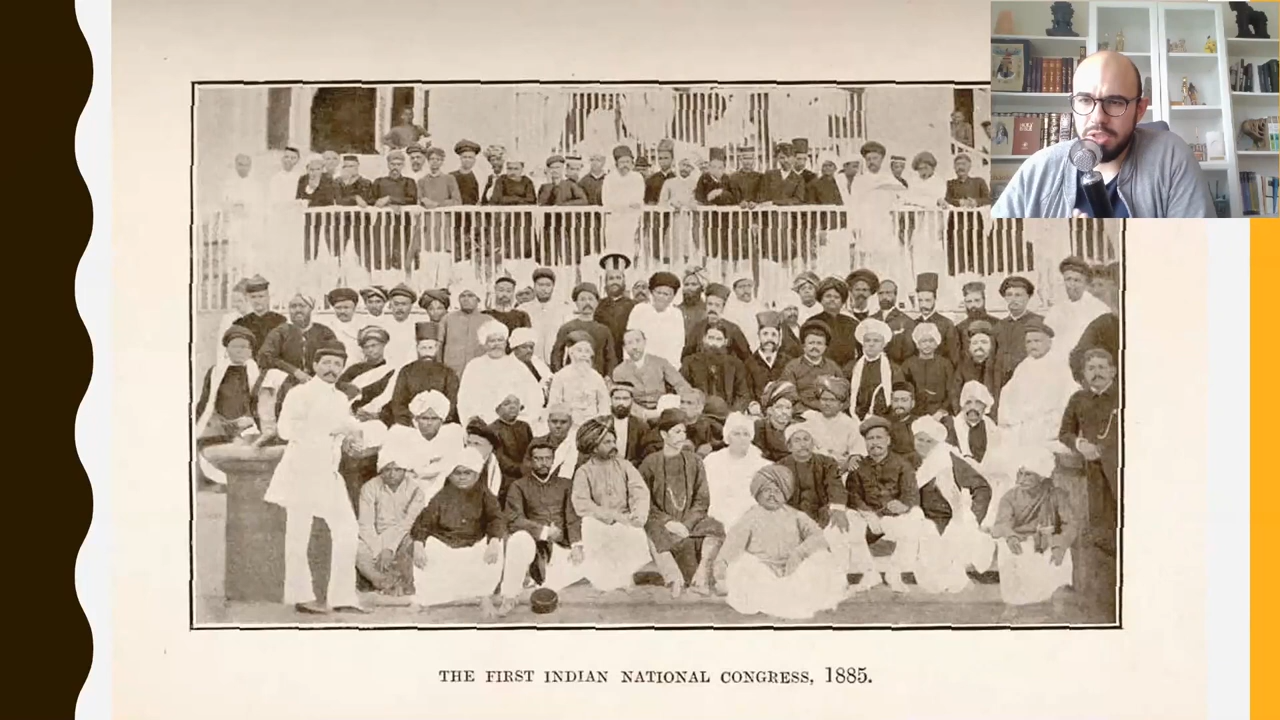 THE FIRST INDIAN NATIONAL CONGRESS, 1885.